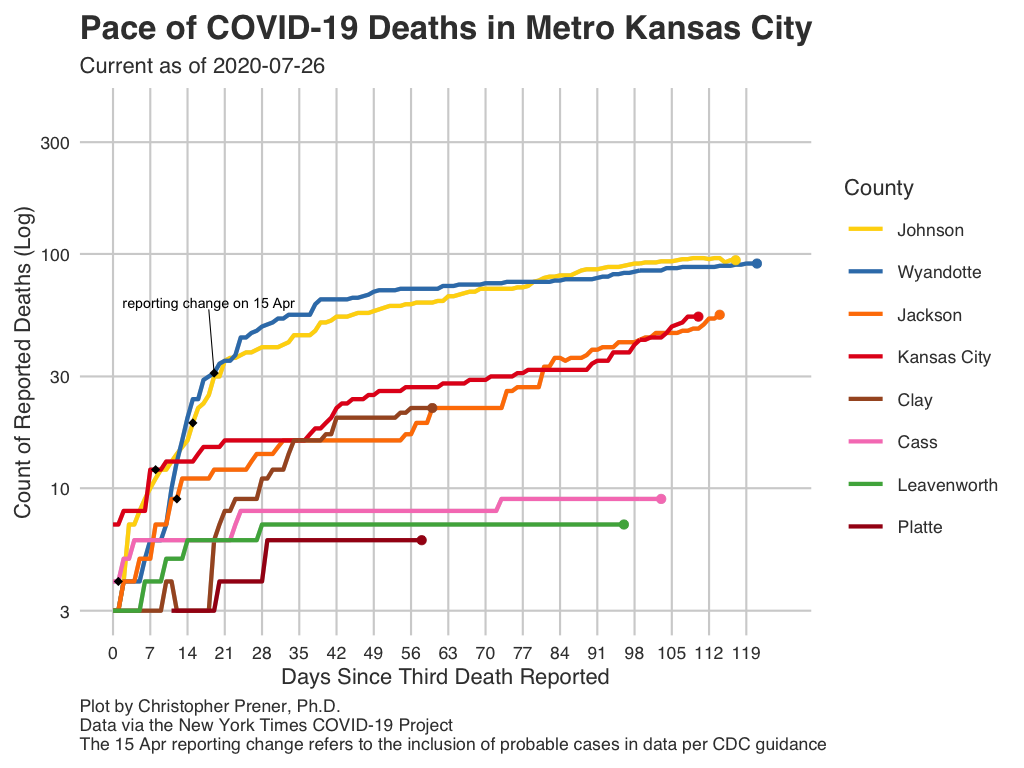 Pace of COVID-19 Deaths in Metro Kansas City
Current as of 2020-07-26
Count of Reported Deaths (Log)
300
100
30
10
3
reporting change on 15 Apr
0 7 14 21 28 35 42 49 56 63 70 77 84 91 98 105 112 119
Days Since Third Death Reported
County
Johnson
Wyandotte
Jackson
Kansas City
Clay
Cass
Leavenworth
Platte
Plot by Christopher Prener, Ph.D.
Data via the New York Times COVID-19 Project
The 15 Apr reporting change refers to the inclusion of probable cases in data per CDC guidance